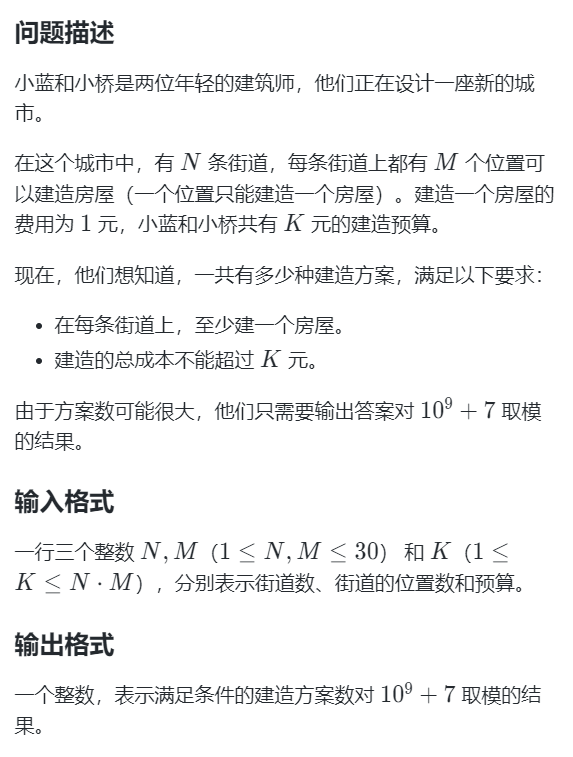 问题描述
小蓝和小桥是两位年轻的建筑师，他们正在设计一座新的城
市。
在这个城市中，有 N 条街道，每条街道上都有 M 个位置可
以建造房屋（一个位置只能建造一个房屋）。建造一个房屋的
费用为 1 元，小蓝和小桥共有 K 元的建造预算。
现在，他们想知道，一共有多少种建造方案，满足以下要求：
• 在每条街道上，至少建一个房屋。
• 建造的总成本不能超过 K 元。
由于方案数可能很大，他们只需要输出答案对 10⁹ + 7 取模
的结果。
输入格式
一行三个整数 N, M（1 ≤ N, M ≤ 30） 和 K（1 ≤
K ≤ N · M），分别表示街道数、街道的位置数和预算。
输出格式
一个整数，表示满足条件的建造方案数对 10⁹ + 7 取模的结
果。